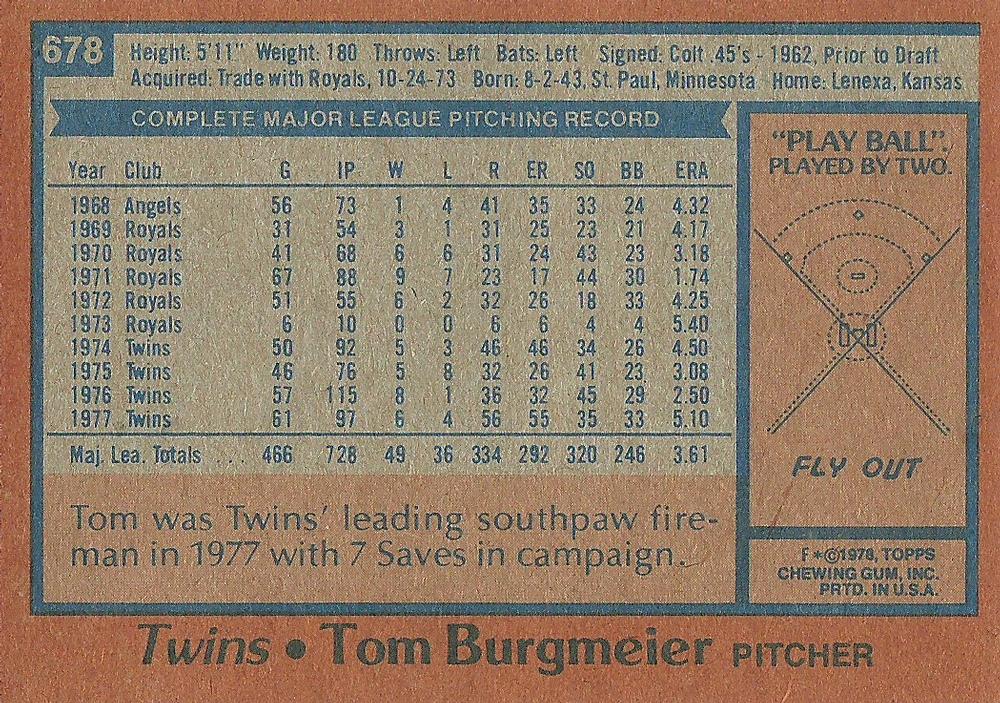 678
Height: 5'11" Weight: 180 Throws: Left Bats: Left Signed: Colt .45's - 1962, Prior to Draft
Acquired: Trade with Royals, 10-24-73 Born: 8-2-43, St. Paul, Minnesota Home: Lenexa, Kansas
COMPLETE MAJOR LEAGUE PITCHING RECORD
Year Club G IP W L R ER SO BB ERA
1968 Angels 56 73 1 4 41 35 33 24 4.32
1969 Royals 31 54 3 1 31 25 23 21 4.17
1970 Royals 41 68 6 6 31 24 43 23 3.18
1971 Royals 67 88 9 7 23 17 44 30 1.74
1972 Royals 51 55 6 2 32 26 18 33 4.25
1973 Royals 6 10 0 0 6 6 4 4 5.40
1974 Twins 50 92 5 3 46 46 34 26 4.50
1975 Twins 46 76 5 8 32 26 41 23 3.08
1976 Twins 57 115 8 1 36 32 45 29 2.50
1977 Twins 61 97 6 4 56 55 35 33 5.10
Maj. Lea. Totals ... 466 728 49 36 334 292 320 246 3.61
Tom was Twins' leading southpaw fire-
man in 1977 with 7 Saves in campaign.
"PLAY BALL".
PLAYED BY TWO.
FLY OUT
F*©1978, TOPPS
CHEWING GUM, INC.
PRTD. IN U.S.A.
Twins • Tom Burgmeier PITCHER